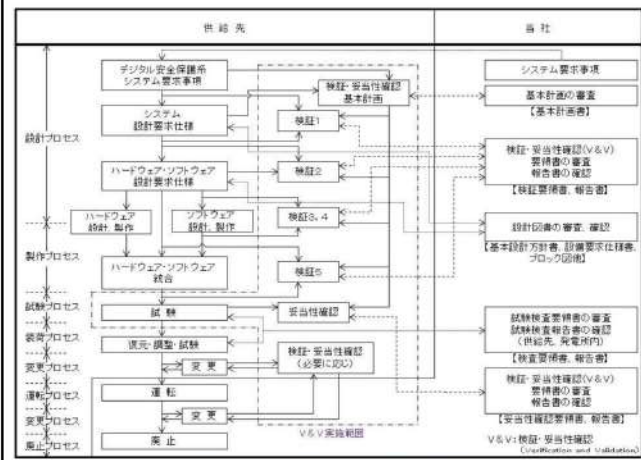 供給先
当社
デジタル安全保護系
システム要求事項
システム要求事項
検証・妥当性確認
基本計画
基本計画の審査
【基本計画書】
システム
設計要求仕様
検証1
設計プロセス
検証・妥当性確認(V&V)
要領書の審査
報告書の確認
【検証要領書、報告書】
ハードウェア・ソフトウェア
設計要求仕様
検証2
ハードウェア
設計、製作
ソフトウェア
設計、製作
検証3、4
設計図書の審査、確認
【基本設計方針書、設備要求仕様書、
ブロック図他】
製作プロセス
ハードウェア・ソフトウェア
統合
検証5
試験プロセス
試験
妥当性確認
試験検査要領書の審査
試験検査報告書の確認
(供給先、発電所内)
【検査要領書、報告書】
装荷プロセス
復元・調整・試験
変更プロセス
変更
検証・妥当性確認
(必要に応じ)
運転プロセス
運転
検証・妥当性確認(V&V)
要領書の審査
報告書の確認
【妥当性確認要領書、報告書】
変更プロセス
変更
V&V実施範囲
廃止プロセス
廃止
V&V:検証・妥当性確認
(Verification and Validation)